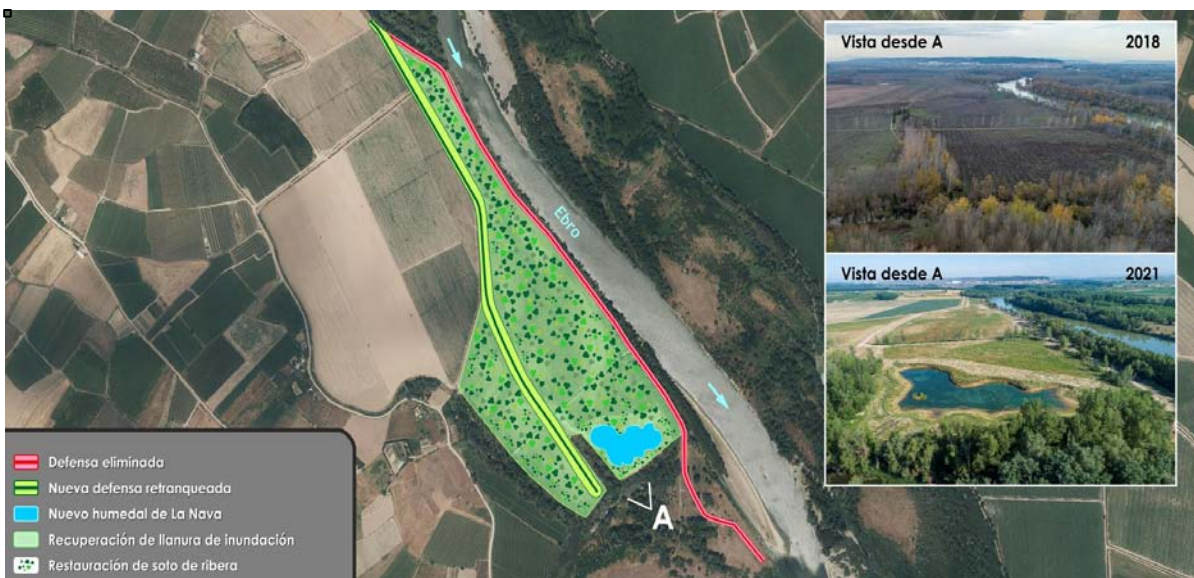 Vista desde A 2018
Ebro
Vista desde A 2021
A
Defensa eliminada
Nueva defensa retranqueada
Nuevo humedal de La Nava
Recuperación de llanura de inundación
Restauración de soto de ribera